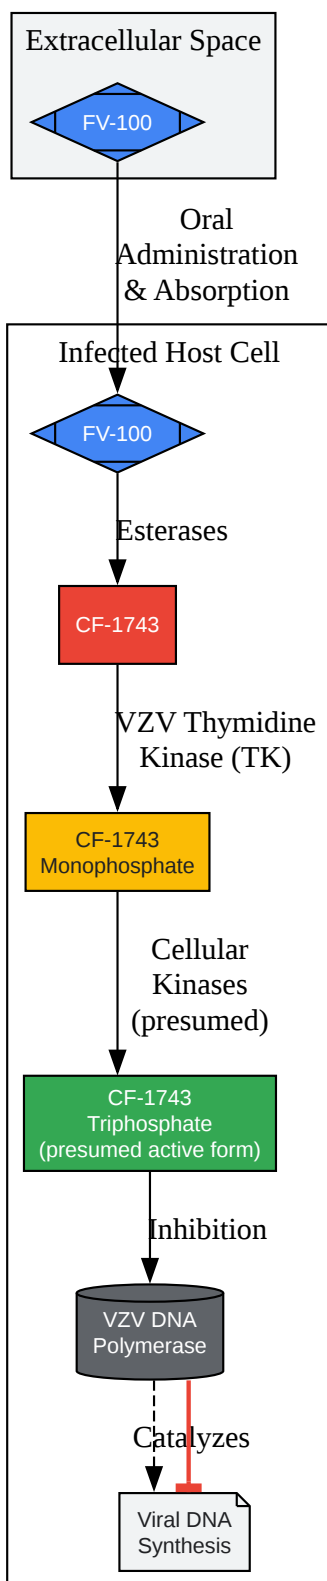 Extracellular Space
FV-100
Oral
Administration
& Absorption
Infected Host Cell
FV-100
Esterases
CF-1743
VZV Thymidine
Kinase (TK)
CF-1743
Monophosphate
Cellular
Kinases
(presumed)
CF-1743
Triphosphate
(presumed active form)
Inhibition
VZV DNA
Polymerase
Catalyzes
Viral DNA
Synthesis